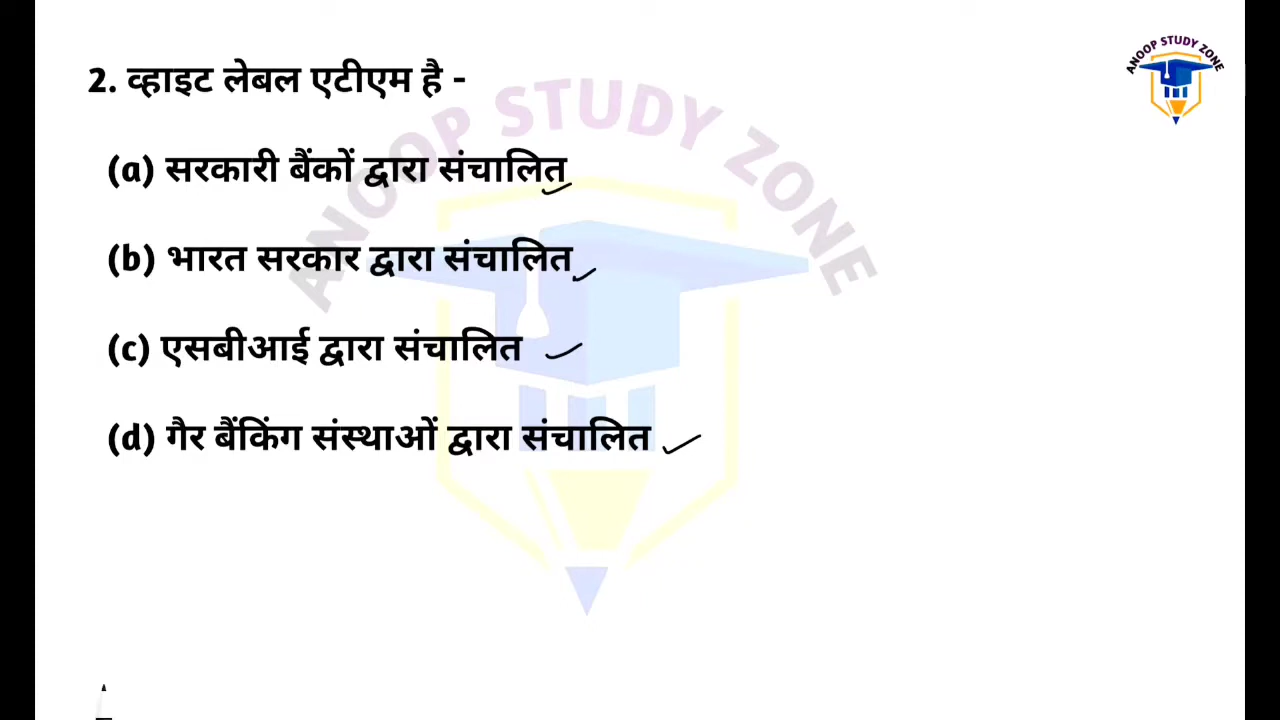 ANOOP STUDY ZONE
2. व्हाइट लेबल एटीएम है -
(a) सरकारी बैंकों द्वारा संचालित
(b) भारत सरकार द्वारा संचालित
(c) एसबीआई द्वारा संचालित
(d) गैर बैंकिंग संस्थाओं द्वारा संचालित
ANOOP STUDY ZONE